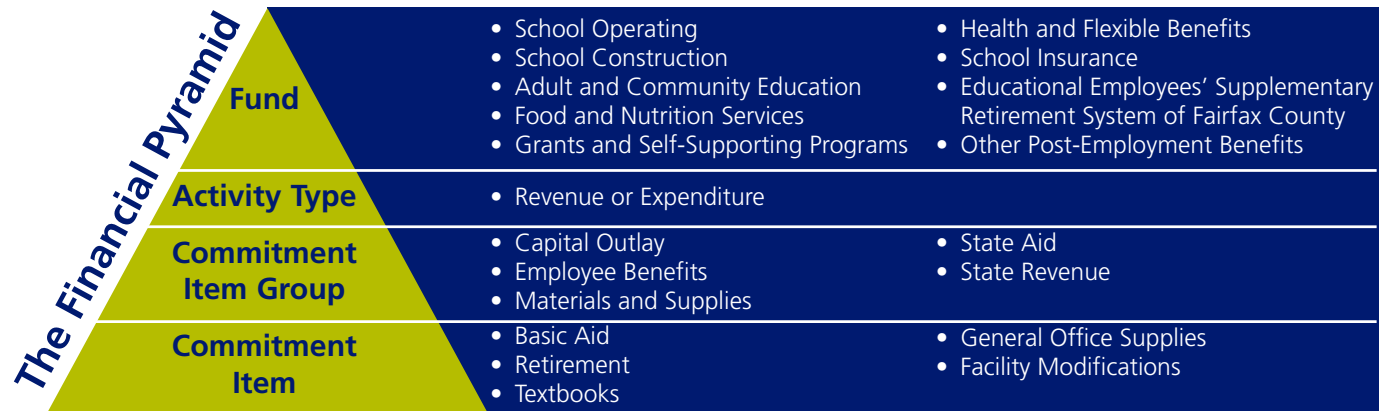 The Financial Pyramid
Fund
• School Operating
• School Construction
• Adult and Community Education
• Food and Nutrition Services
• Grants and Self-Supporting Programs
• Health and Flexible Benefits
• School Insurance
• Educational Employees’ Supplementary
Retirement System of Fairfax County
• Other Post-Employment Benefits
Activity Type
• Revenue or Expenditure
Commitment
Item Group
• Capital Outlay
• Employee Benefits
• Materials and Supplies
• State Aid
• State Revenue
Commitment
Item
• Basic Aid
• Retirement
• Textbooks
• General Office Supplies
• Facility Modifications